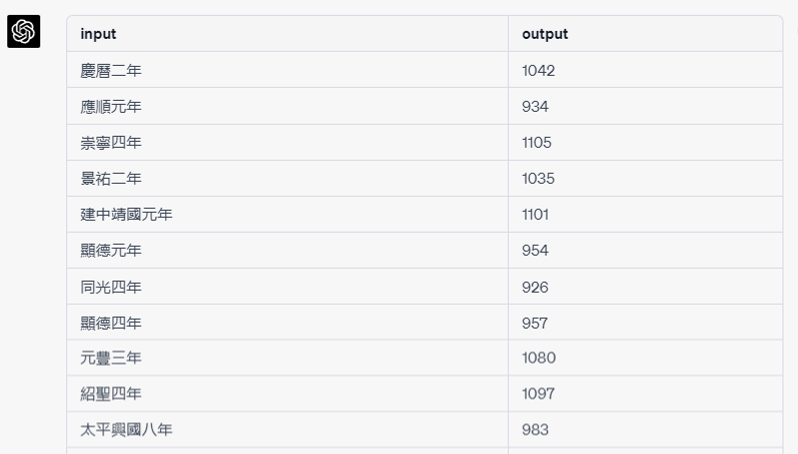 input output
慶曆二年 1042
應順元年 934
崇寧四年 1105
景祐二年 1035
建中靖國元年 1101
顯德元年 954
同光四年 926
顯德四年 957
元豐三年 1080
紹聖四年 1097
太平興國八年 983